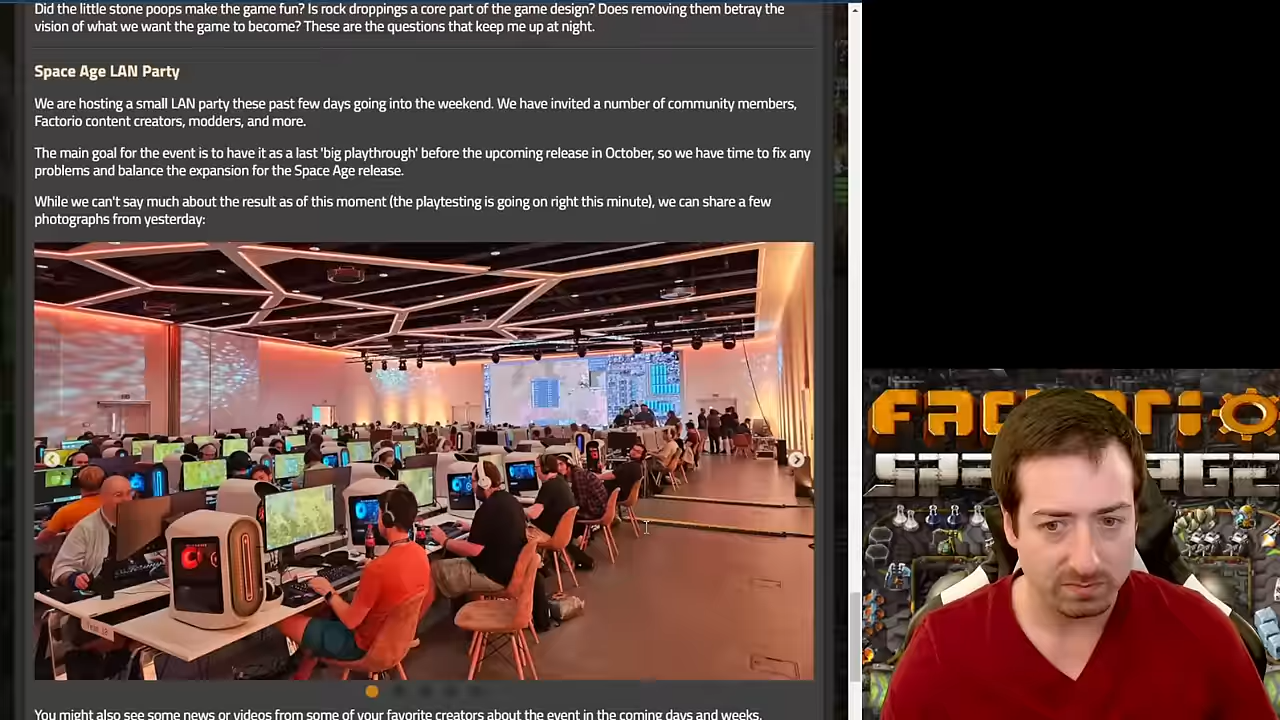 Did the little stone poops make the game fun? Is rock droppings a core part of the game design? Does removing them betray the
vision of what we want the game to become? These are the questions that keep me up at night.
Space Age LAN Party
We are hosting a small LAN party these past few days going into the weekend. We have invited a number of community members,
Factorio content creators, modders, and more.
The main goal for the event is to have it as a last 'big playthrough' before the upcoming release in October, so we have time to fix any
problems and balance the expansion for the Space Age release.
While we can't say much about the result as of this moment (the playtesting is going on right this minute), we can share a few
photographs from yesterday:
You might also see some news or videos from some of your favorite creators about the event in the coming days and weeks.